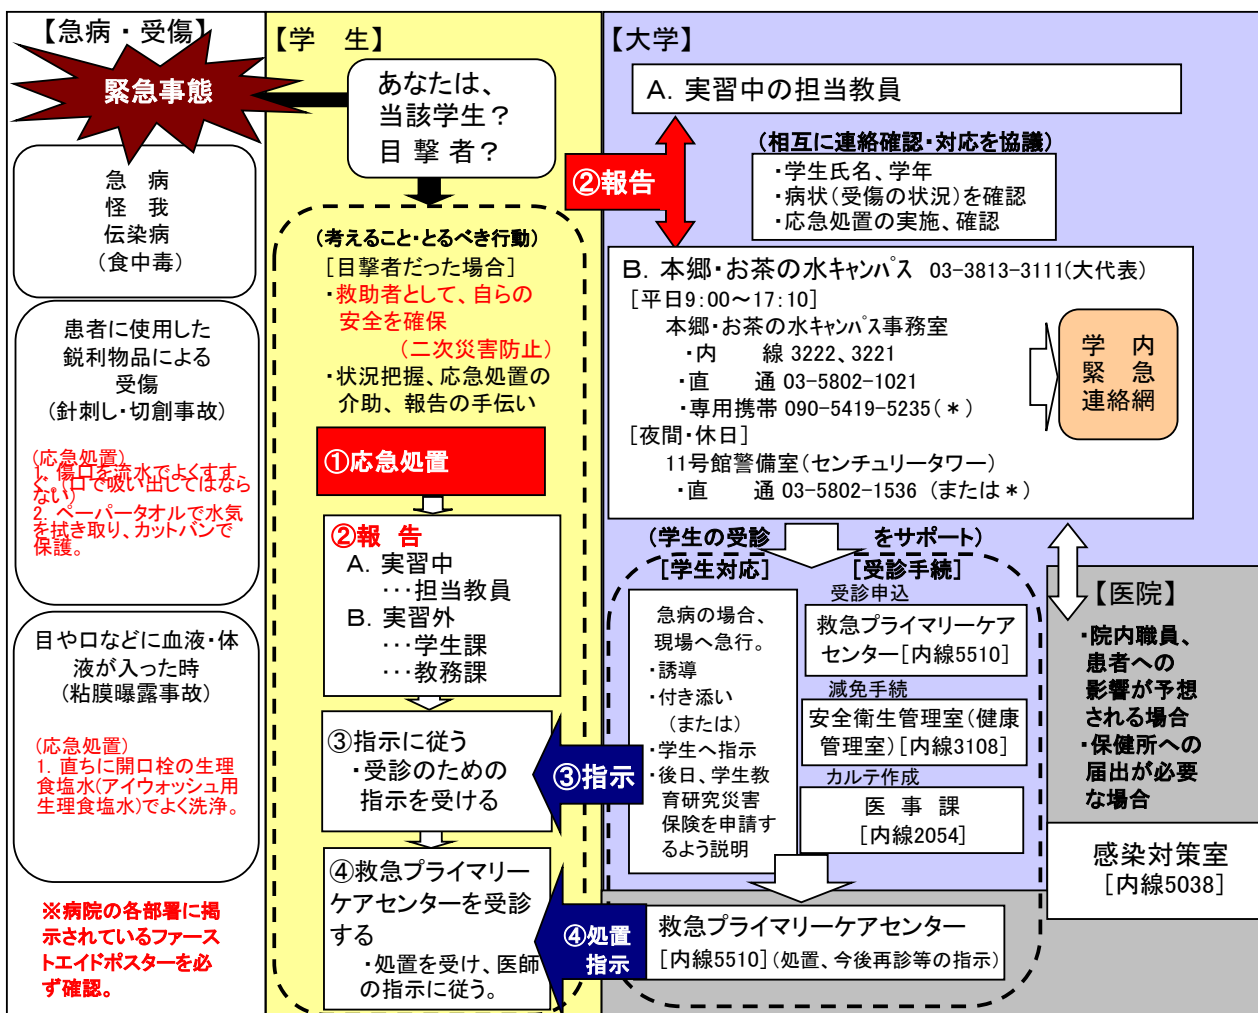 【急病・受傷】
緊急事態
急　病
怪　我
伝染病
(食中毒)
患者に使用した
鋭利物品による
受傷
(針刺し・切創事故)
(応急処置)
1. 傷口を流水でよくすす
ぐ。(口で吸い出してはなら
ない)
2. ペーパータオルで水気
を拭き取り、カットバンで
保護。
目や口などに血液・体
液が入った時
(粘膜曝露事故)
(応急処置)
1. 直ちに開口栓の生理
食塩水(アイウォッシュ用
生理食塩水)でよく洗浄。
※病院の各部署に掲
示されているファース
トエイドポスターを必
ず確認。
【学　生】
あなたは、
当該学生？
目 撃 者？
(考えること・とるべき行動)
[目撃者だった場合]
・救助者として、自らの
安全を確保
(二次災害防止)
・状況把握、応急処置の
介助、報告の手伝い
①応急処置
②報 告
A. 実習中
…担当教員
B. 実習外
…学生課
…教務課
③指示に従う
・受診のための
指示を受ける
④救急プライマリー
ケアセンターを受診
する
・処置を受け、医師
の指示に従う。
②報告
③指示
④処置
指示
【大学】
A. 実習中の担当教員
(相互に連絡確認・対応を協議)
・学生氏名、学年
・病状(受傷の状況)を確認
・応急処置の実施、確認
B. 本郷・お茶の水キャンパス 03-3813-3111(大代表)
[平日9:00～17:10]
本郷・お茶の水キャンパス事務室
・内　　線 3222、3221
・直　　通 03-5802-1021
・専用携帯 090-5419-5235(＊)
[夜間・休日]
11号館警備室(センチュリータワー)
・直　　通 03-5802-1536 (または＊)
学　内
緊　急
連絡網
(学生の受診　　　をサポート)
[学生対応]
急病の場合、
現場へ急行。
・誘導
・付き添い
(または)
・学生へ指示
・後日、学生教
育研究災害
保険を申請す
るよう説明
[受診手続]
受診申込
救急プライマリーケア
センター[内線5510]
減免手続
安全衛生管理室(健康
管理室)[内線3108]
カルテ作成
医 事 課
[内線2054]
救急プライマリーケアセンター
[内線5510](処置、今後再診等の指示)
【医院】
・院内職員、
患者への
影響が予想
される場合
・保健所への
届出が必要
な場合
感染対策室
[内線5038]